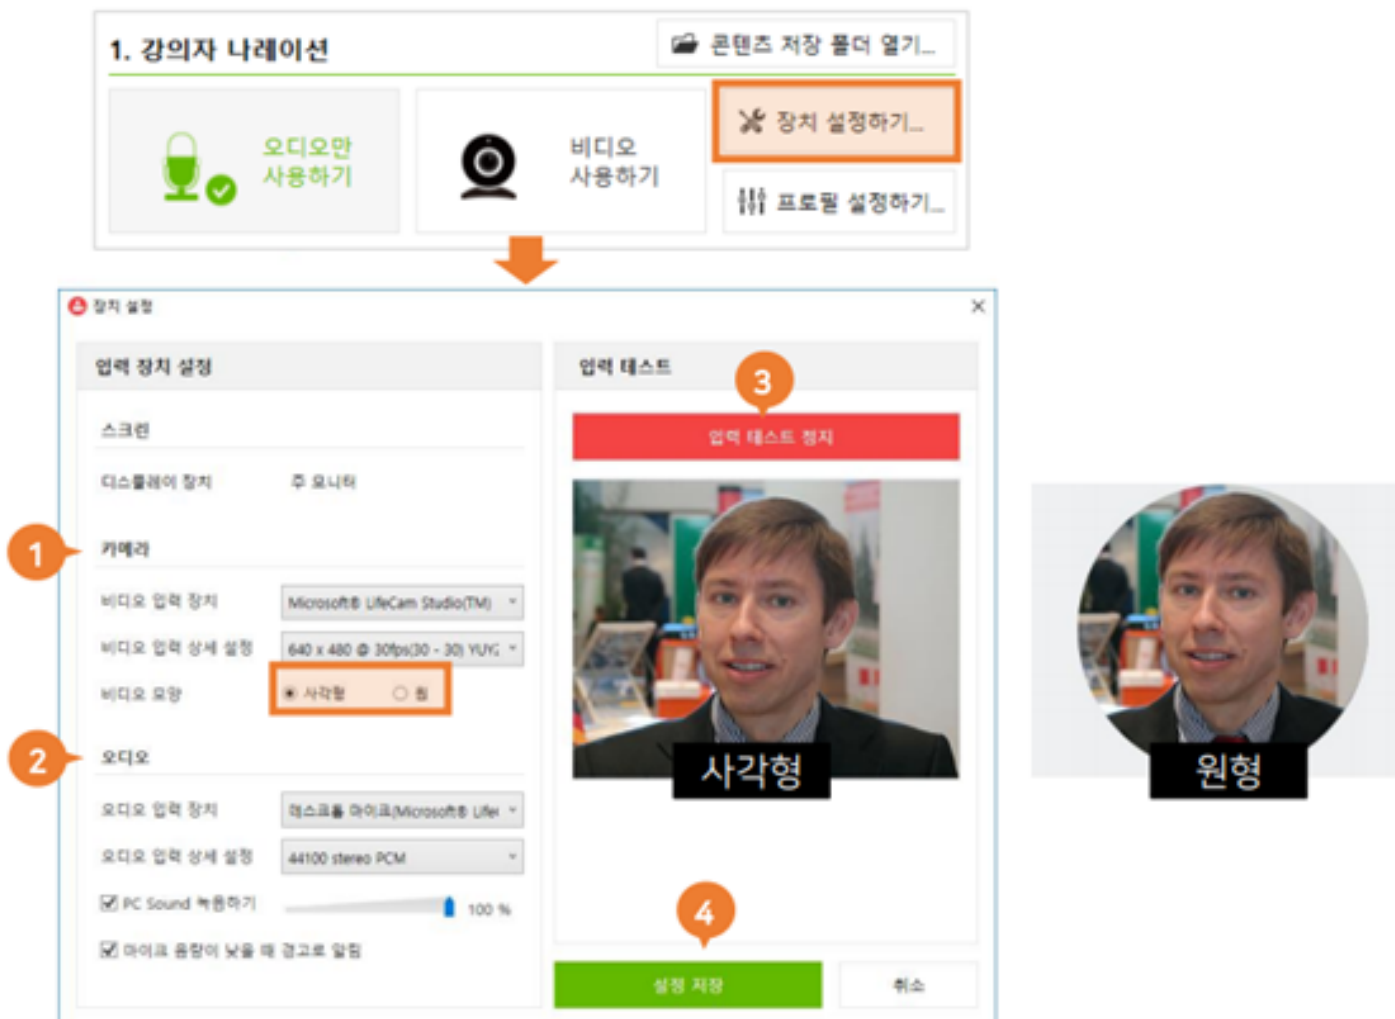 1. 강의자 나레이션
콘텐츠 저장 폴더 열기...
오디오만
사용하기
비디오
사용하기
장치 설정하기...
프로필 설정하기...
장치 설정
입력 장치 설정
입력 테스트
3
입력 테스트 정지
스크린
디스플레이 장치
주 모니터
1
카메라
비디오 입력 장치
Microsoft® LifeCam Studio(TM)
비디오 입력 상세 설정
640 x 480 @ 30fps(30 - 30) YUY2
비디오 모양
사각형
원
사각형
원형
2
오디오
오디오 입력 장치
데스크톱 마이크(Microsoft® Life
오디오 입력 상세 설정
44100 stereo PCM
PC Sound 녹음하기
100 %
마이크 음량이 낮을 때 경고로 알림
4
설정 저장
취소